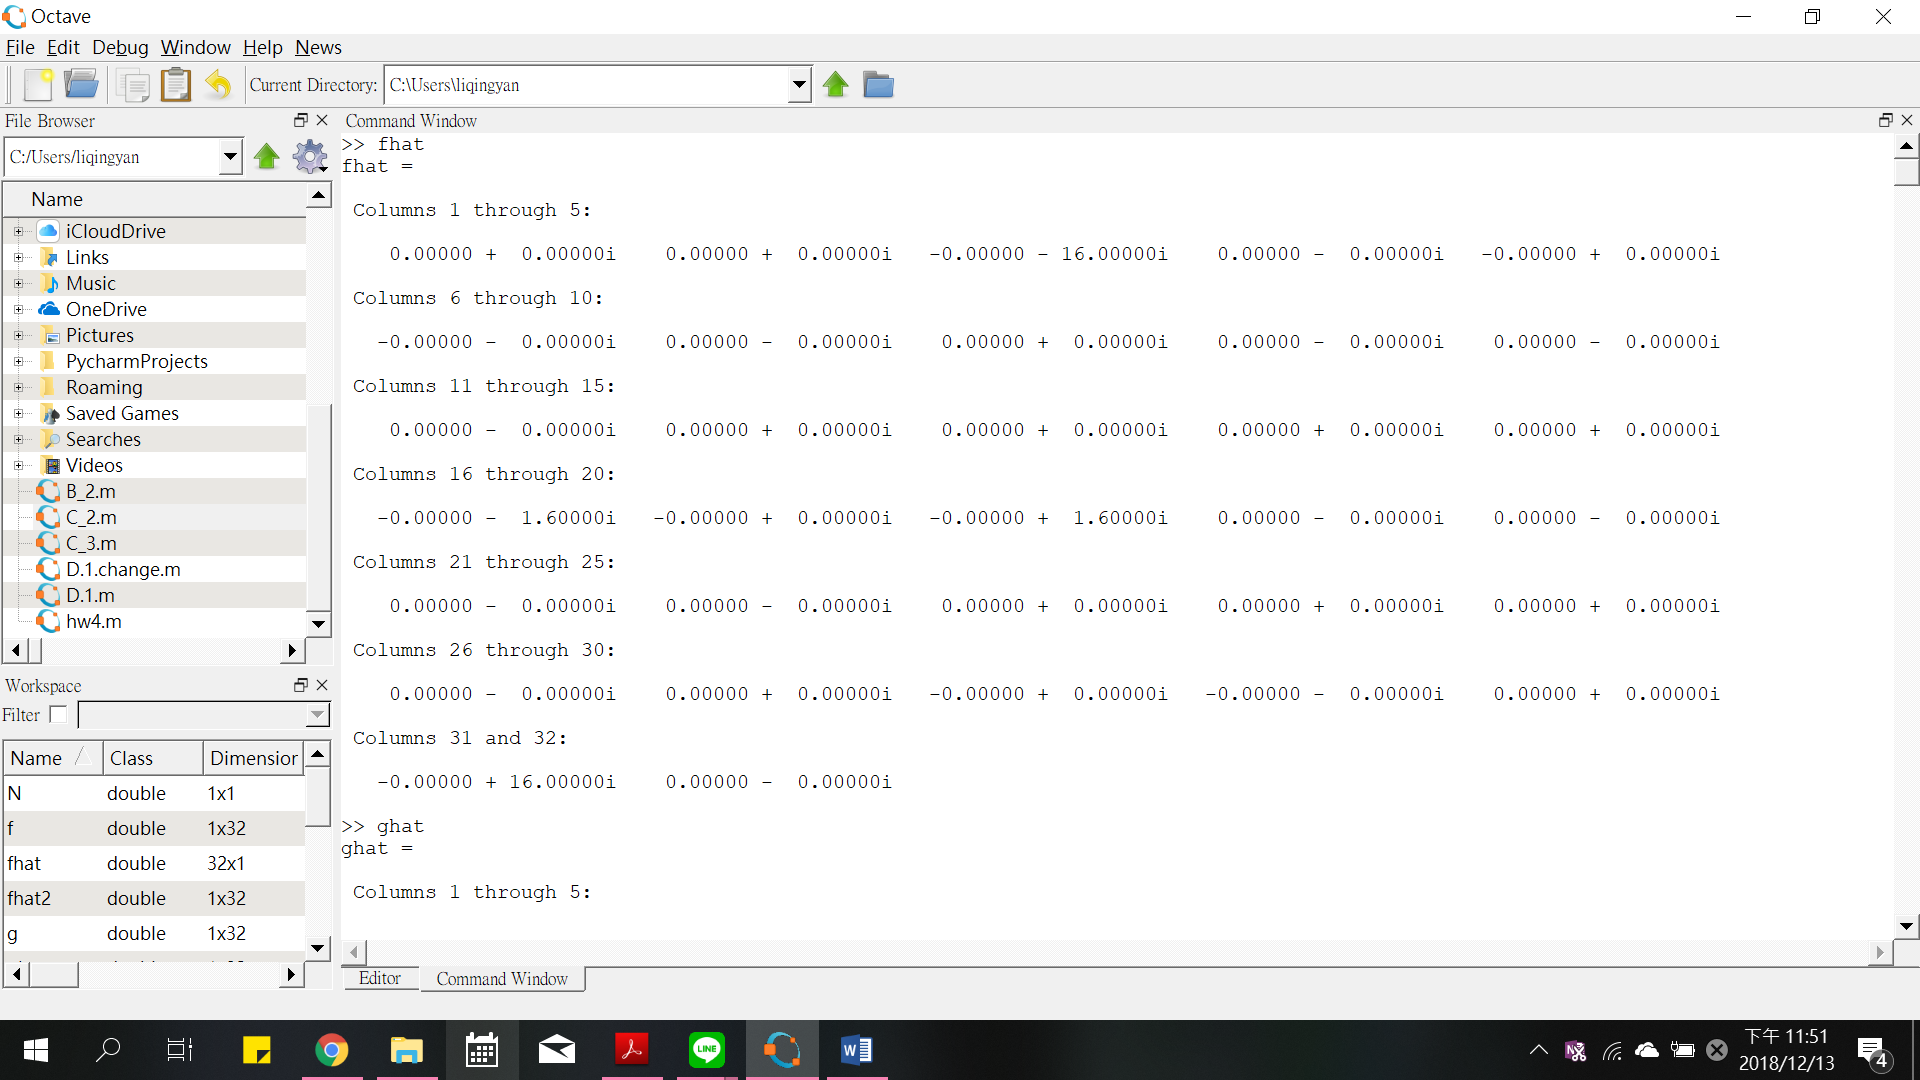 Octave
File Edit Debug Window Help News
Current Directory: C:\Users\liqingyan
File Browser
C:/Users/liqingyan
Name
iCloudDrive
Links
Music
OneDrive
Pictures
PycharmProjects
Roaming
Saved Games
Searches
Videos
B_2.m
C_2.m
C_3.m
D.1.change.m
D.1.m
hw4.m
Workspace
Filter
Name Class Dimension
N double 1x1
f double 1x32
fhat double 32x1
fhat2 double 1x32
g double 1x32
Command Window
>> fhat
fhat =
Columns 1 through 5:
0.00000 + 0.00000i 0.00000 + 0.00000i -0.00000 - 16.00000i 0.00000 - 0.00000i -0.00000 + 0.00000i
Columns 6 through 10:
-0.00000 - 0.00000i 0.00000 - 0.00000i 0.00000 + 0.00000i 0.00000 - 0.00000i 0.00000 - 0.00000i
Columns 11 through 15:
0.00000 - 0.00000i 0.00000 + 0.00000i 0.00000 + 0.00000i 0.00000 + 0.00000i 0.00000 + 0.00000i
Columns 16 through 20:
-0.00000 - 1.60000i -0.00000 + 0.00000i -0.00000 + 1.60000i 0.00000 - 0.00000i 0.00000 - 0.00000i
Columns 21 through 25:
0.00000 - 0.00000i 0.00000 - 0.00000i 0.00000 + 0.00000i 0.00000 + 0.00000i 0.00000 + 0.00000i
Columns 26 through 30:
0.00000 - 0.00000i 0.00000 + 0.00000i -0.00000 + 0.00000i -0.00000 - 0.00000i 0.00000 + 0.00000i
Columns 31 and 32:
-0.00000 + 16.00000i 0.00000 - 0.00000i
>> ghat
ghat =
Columns 1 through 5:
Editor Command Window
LINE
下午 11:51
2018/12/13
4